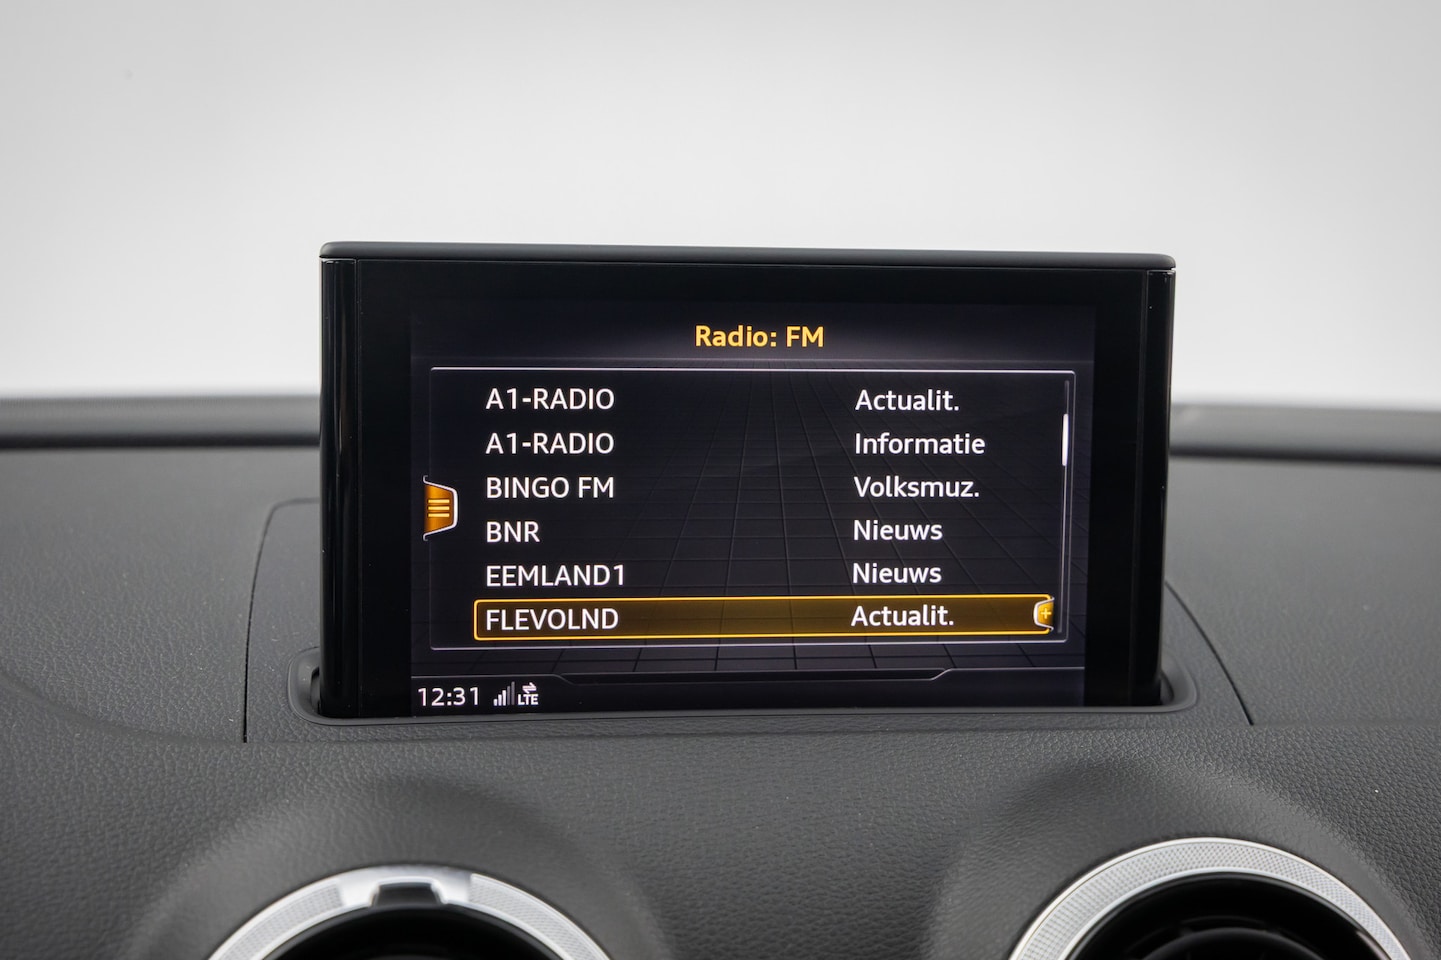 Radio: FM
A1-RADIO Actualit.
A1-RADIO Informatie
BINGO FM Volksmuz.
BNR Nieuws
EEMLAND1 Nieuws
FLEVOLND Actualit.
12:31 LTE